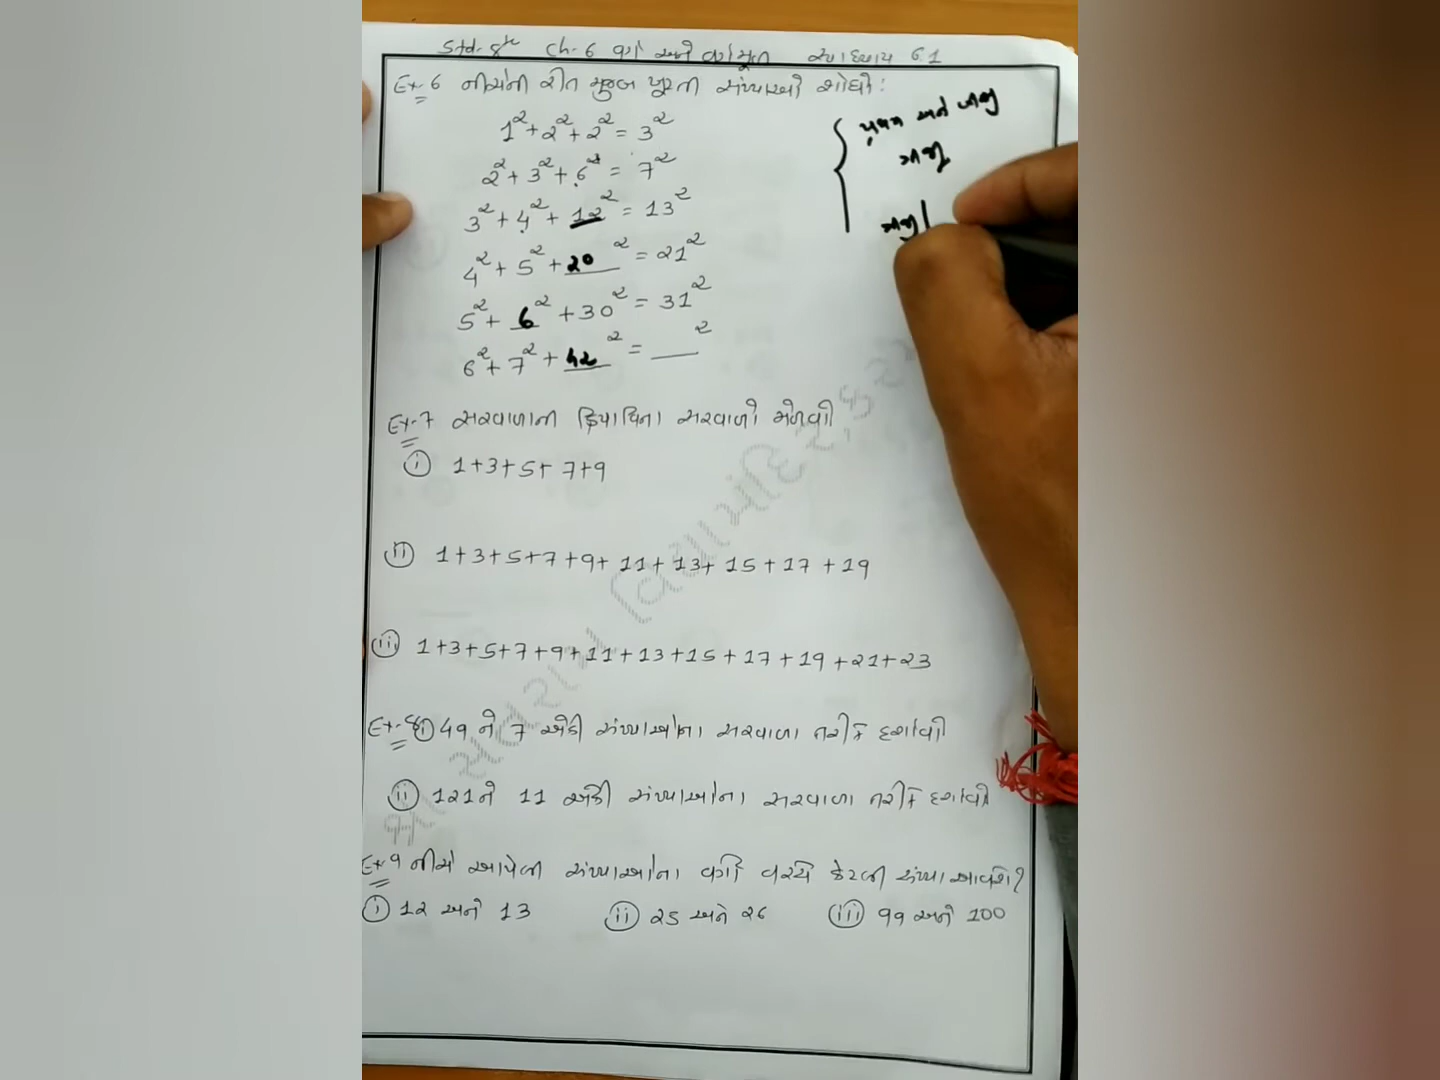 Std-8th Ch-6 વર્ગ અને વર્ગમૂળ સ્વાધ્યાય 6.1
Ex-6 નીચેની રીત મુજબ ખૂટતી સંખ્યાઓ શોધો:
1² + 2² + 2² = 3²
2² + 3² + 6² = 7²
3² + 4² + 12² = 13²
4² + 5² + 20² = 21²
5² + 6² + 30² = 31²
6² + 7² + 42² = __²
અને બીજી
Ex-7 સરવાળાની ક્રિયા વિના સરવાળો મેળવો
i 1+3+5+7+9
ii 1+3+5+7+9+11+13+15+17+19
iii 1+3+5+7+9+11+13+15+17+19+21+23
Ex-8 i 49 ને 7 એકી સંખ્યાઓના સરવાળા તરીકે દર્શાવો
ii 121 ને 11 એકી સંખ્યાઓના સરવાળા તરીકે દર્શાવો
Ex-9 નીચે આપેલી સંખ્યાઓના વર્ગો વચ્ચે કેટલી સંખ્યા આવશે?
i 12 અને 13 ii 25 અને 26 iii 99 અને 100